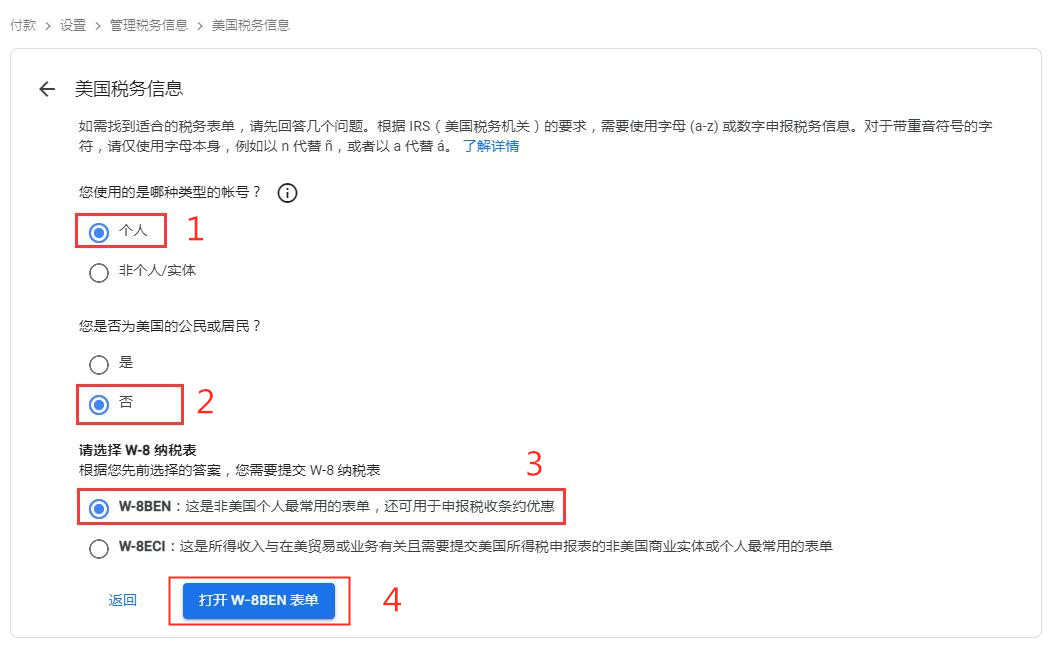 付款 > 设置 > 管理税务信息 > 美国税务信息
美国税务信息
如需找到适合的税务表单，请先回答几个问题。根据 IRS（美国税务机关）的要求，需要使用字母 (a-z) 或数字申报税务信息。对于带重音符号的字
符，请仅使用字母本身，例如以 n 代替 ñ，或者以 a 代替 á。 了解详情
您使用的是哪种类型的帐号？
个人 1
非个人/实体
您是否为美国的公民或居民？
是
否 2
请选择 W-8 纳税表
根据您先前选择的答案，您需要提交 W-8 纳税表
3
W-8BEN：这是非美国个人最常用的表单，还可用于申报税收条约优惠
W-8ECI：这是所得收入与在美贸易或业务有关且需要提交美国所得税申报表的非美国商业实体或个人最常用的表单
返回 打开 W-8BEN 表单 4